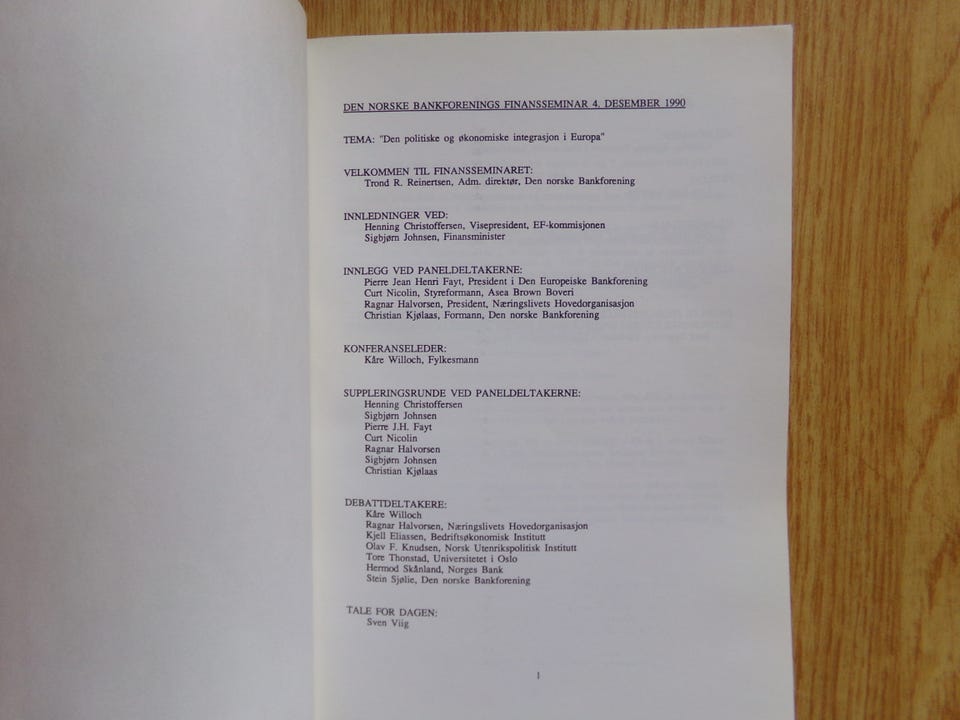 DEN NORSKE BANKFORENINGS FINANSSEMINAR 4. DESEMBER 1990
TEMA: "Den politiske og økonomiske integrasjon i Europa"
VELKOMMEN TIL FINANSSEMINARET:
Trond R. Reinertsen, Adm. direktør, Den norske Bankforening
INNLEDNINGER VED:
Henning Christoffersen, Visepresident, EF-kommisjonen
Sigbjørn Johnsen, Finansminister
INNLEGG VED PANELDELTAKERNE:
Pierre Jean Henri Fayt, President i Den Europeiske Bankforening
Curt Nicolin, Styreformann, Asea Brown Boveri
Ragnar Halvorsen, President, Næringslivets Hovedorganisasjon
Christian Kjølaas, Formann, Den norske Bankforening
KONFERANSELEDER:
Kåre Willoch, Fylkesmann
SUPPLERINGSRUNDE VED PANELDELTAKERNE:
Henning Christoffersen
Sigbjørn Johnsen
Pierre J.H. Fayt
Curt Nicolin
Ragnar Halvorsen
Sigbjørn Johnsen
Christian Kjølaas
DEBATTDELTAKERE:
Kåre Willoch
Ragnar Halvorsen, Næringslivets Hovedorganisasjon
Kjell Eliassen, Bedriftsøkonomisk Institutt
Olav F. Knudsen, Norsk Utenrikspolitisk Institutt
Tore Thonstad, Universitetet i Oslo
Hermod Skånland, Norges Bank
Stein Sjølie, Den norske Bankforening
TALE FOR DAGEN:
Sven Viig
1